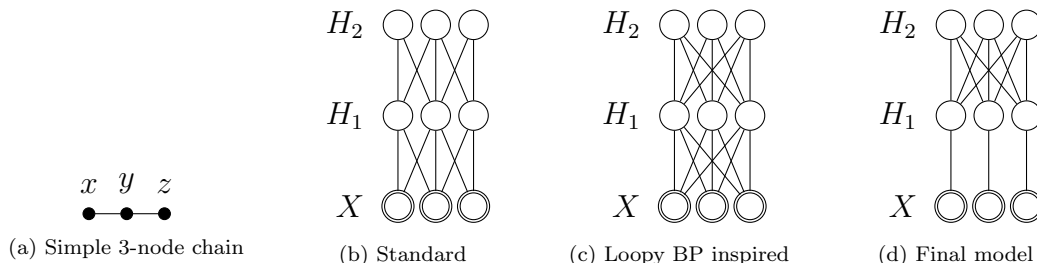 H₂ H₂ H₂
H₁ H₁ H₁
x y z
X X X
(a) Simple 3-node chain
(b) Standard
(c) Loopy BP inspired
(d) Final model